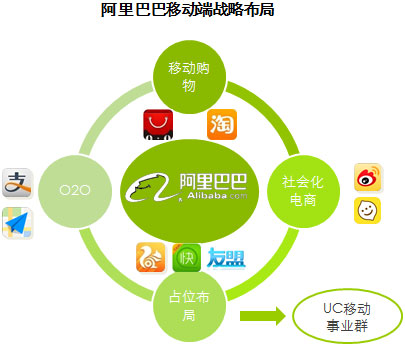 阿里巴巴移动端战略布局
移动购
物
淘
阿里巴巴
Alibaba.com
O2O
支
社会化
电商
快
友盟
占位布
局
UC移动
事业群